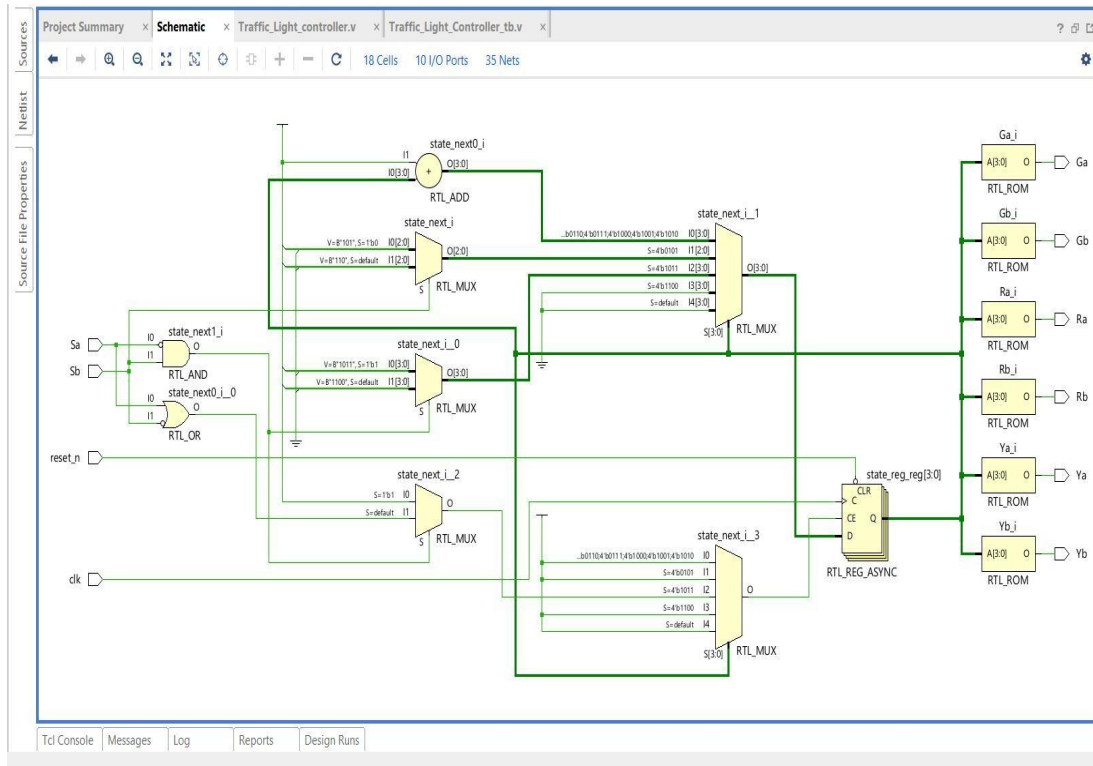 Sources
Netlist
Source File Properties
Project Summary × Schematic × Traffic_Light_controller.v × Traffic_Light_Controller_tb.v ×
18 Cells 10 I/O Ports 35 Nets
state_next0_i
I1 O[3:0]
I0[3:0]
+
RTL_ADD
state_next_i
V=B"101", S=1'b0 I0[2:0] O[2:0]
V=B"110", S=default I1[2:0]
S RTL_MUX
state_next_i__1
...b0110;4'b0111;4'b1000;4'b1001;4'b1010 I0[3:0]
S=4'b0101 I1[2:0] O[3:0]
S=4'b1011 I2[3:0]
S=4'b1100 I3[3:0]
S=default I4[3:0]
S[3:0] RTL_MUX
Sa
Sb
state_next1_i
I0 O
I1
RTL_AND
state_next0_i__0
I0 O
I1
RTL_OR
state_next_i__0
V=B"1011", S=1'b1 I0[3:0] O[3:0]
V=B"1100", S=default I1[3:0]
S RTL_MUX
reset_n
state_next_i__2
S=1'b1 I0 O
S=default I1
S RTL_MUX
clk
state_next_i__3
...b0110;4'b0111;4'b1000;4'b1001;4'b1010 I0
S=4'b0101 I1
S=4'b1011 I2 O
S=4'b1100 I3
S=default I4
S[3:0] RTL_MUX
state_reg_reg[3:0]
CLR
C
CE Q
D
RTL_REG_ASYNC
Ga_i
A[3:0] O Ga
RTL_ROM
Gb_i
A[3:0] O Gb
RTL_ROM
Ra_i
A[3:0] O Ra
RTL_ROM
Rb_i
A[3:0] O Rb
RTL_ROM
Ya_i
A[3:0] O Ya
RTL_ROM
Yb_i
A[3:0] O Yb
RTL_ROM
Tcl Console Messages Log Reports Design Runs